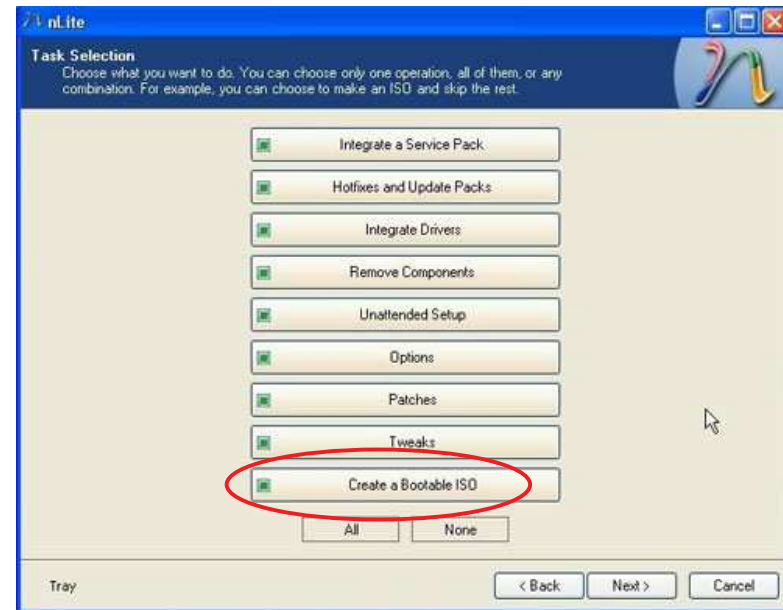 nLite
Task Selection
Choose what you want to do. You can choose only one operation, all of them, or any
combination. For example, you can choose to make an ISO and skip the rest.
Integrate a Service Pack
Hotfixes and Update Packs
Integrate Drivers
Remove Components
Unattended Setup
Options
Patches
Tweaks
Create a Bootable ISO
All None
Tray < Back Next > Cancel